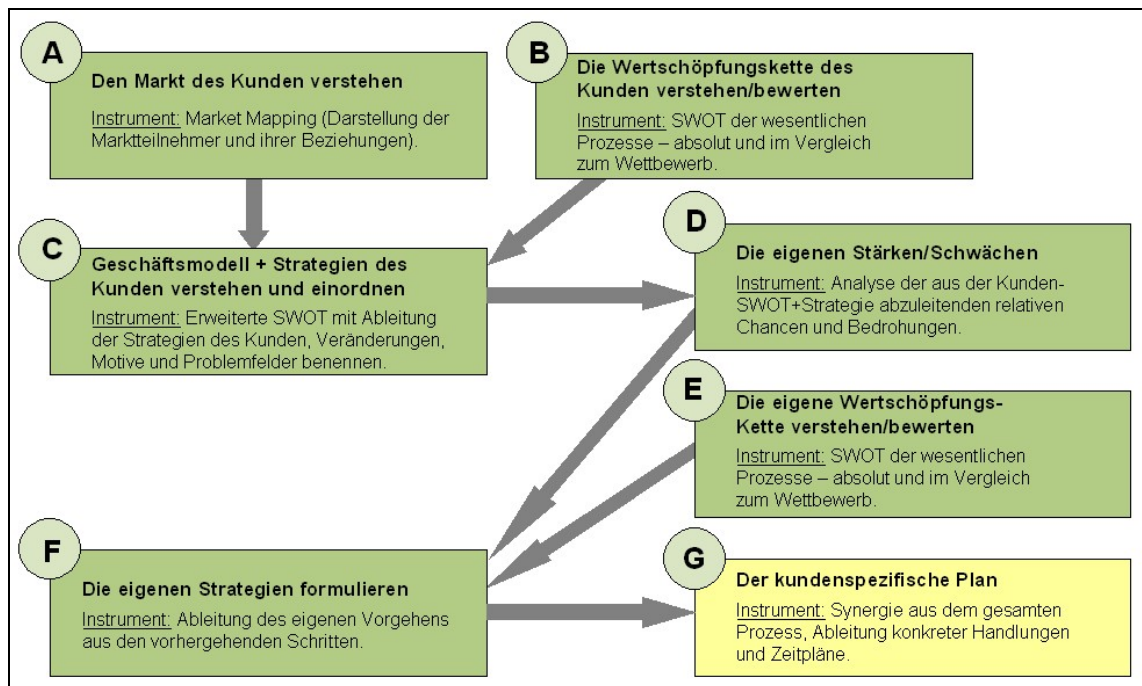 A
Den Markt des Kunden verstehen
Instrument: Market Mapping (Darstellung der
Marktteilnehmer und ihrer Beziehungen).
B
Die Wertschöpfungskette des
Kunden verstehen/bewerten
Instrument: SWOT der wesentlichen
Prozesse – absolut und im Vergleich
zum Wettbewerb.
C
Geschäftsmodell + Strategien des
Kunden verstehen und einordnen
Instrument: Erweiterte SWOT mit Ableitung
der Strategien des Kunden, Veränderungen,
Motive und Problemfelder benennen.
D
Die eigenen Stärken/Schwächen
Instrument: Analyse der aus der Kunden-
SWOT+Strategie abzuleitenden relativen
Chancen und Bedrohungen.
E
Die eigene Wertschöpfungs-
Kette verstehen/bewerten
Instrument: SWOT der wesentlichen
Prozesse – absolut und im Vergleich
zum Wettbewerb.
F
Die eigenen Strategien formulieren
Instrument: Ableitung des eigenen Vorgehens
aus den vorhergehenden Schritten.
G
Der kundenspezifische Plan
Instrument: Synergie aus dem gesamten
Prozess, Ableitung konkreter Handlungen
und Zeitpläne.